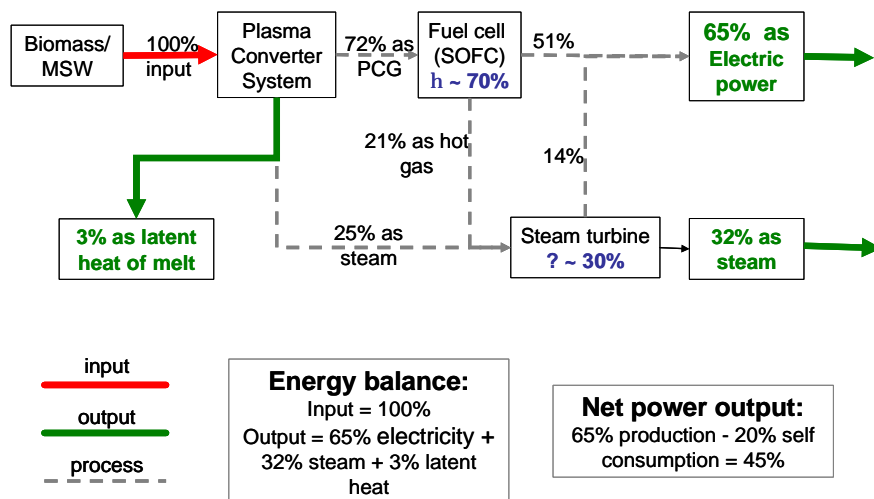 Biomass/
MSW
100%
input
Plasma
Converter
System
72% as
PCG
Fuel cell
(SOFC)
h ~ 70%
51%
65% as
Electric
power
21% as hot
gas
14%
3% as latent
heat of melt
25% as
steam
Steam turbine
? ~ 30%
32% as
steam
input
output
process
Energy balance:
Input = 100%
Output = 65% electricity +
32% steam + 3% latent
heat
Net power output:
65% production - 20% self
consumption = 45%